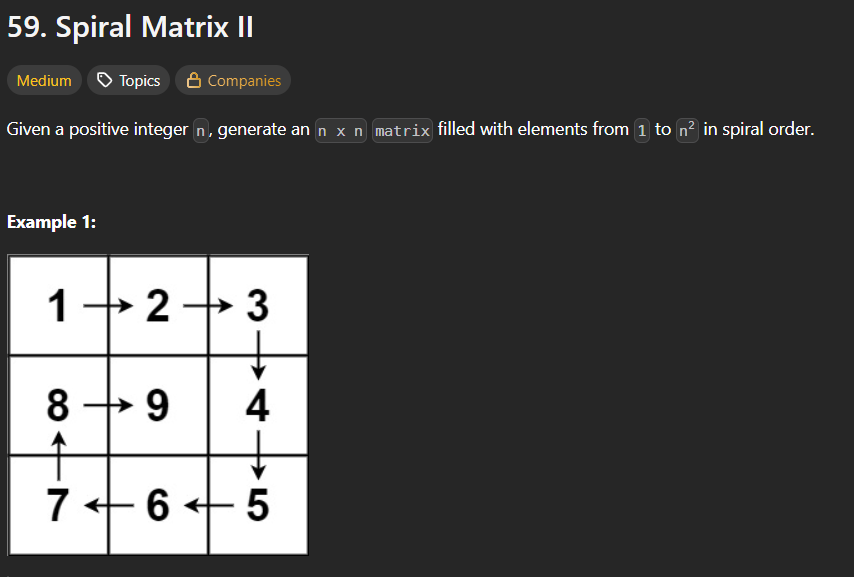 59. Spiral Matrix II
Medium Topics Companies
Given a positive integer n, generate an n x n matrix filled with elements from 1 to n² in spiral order.
Example 1:
1 2 3
8 9 4
7 6 5